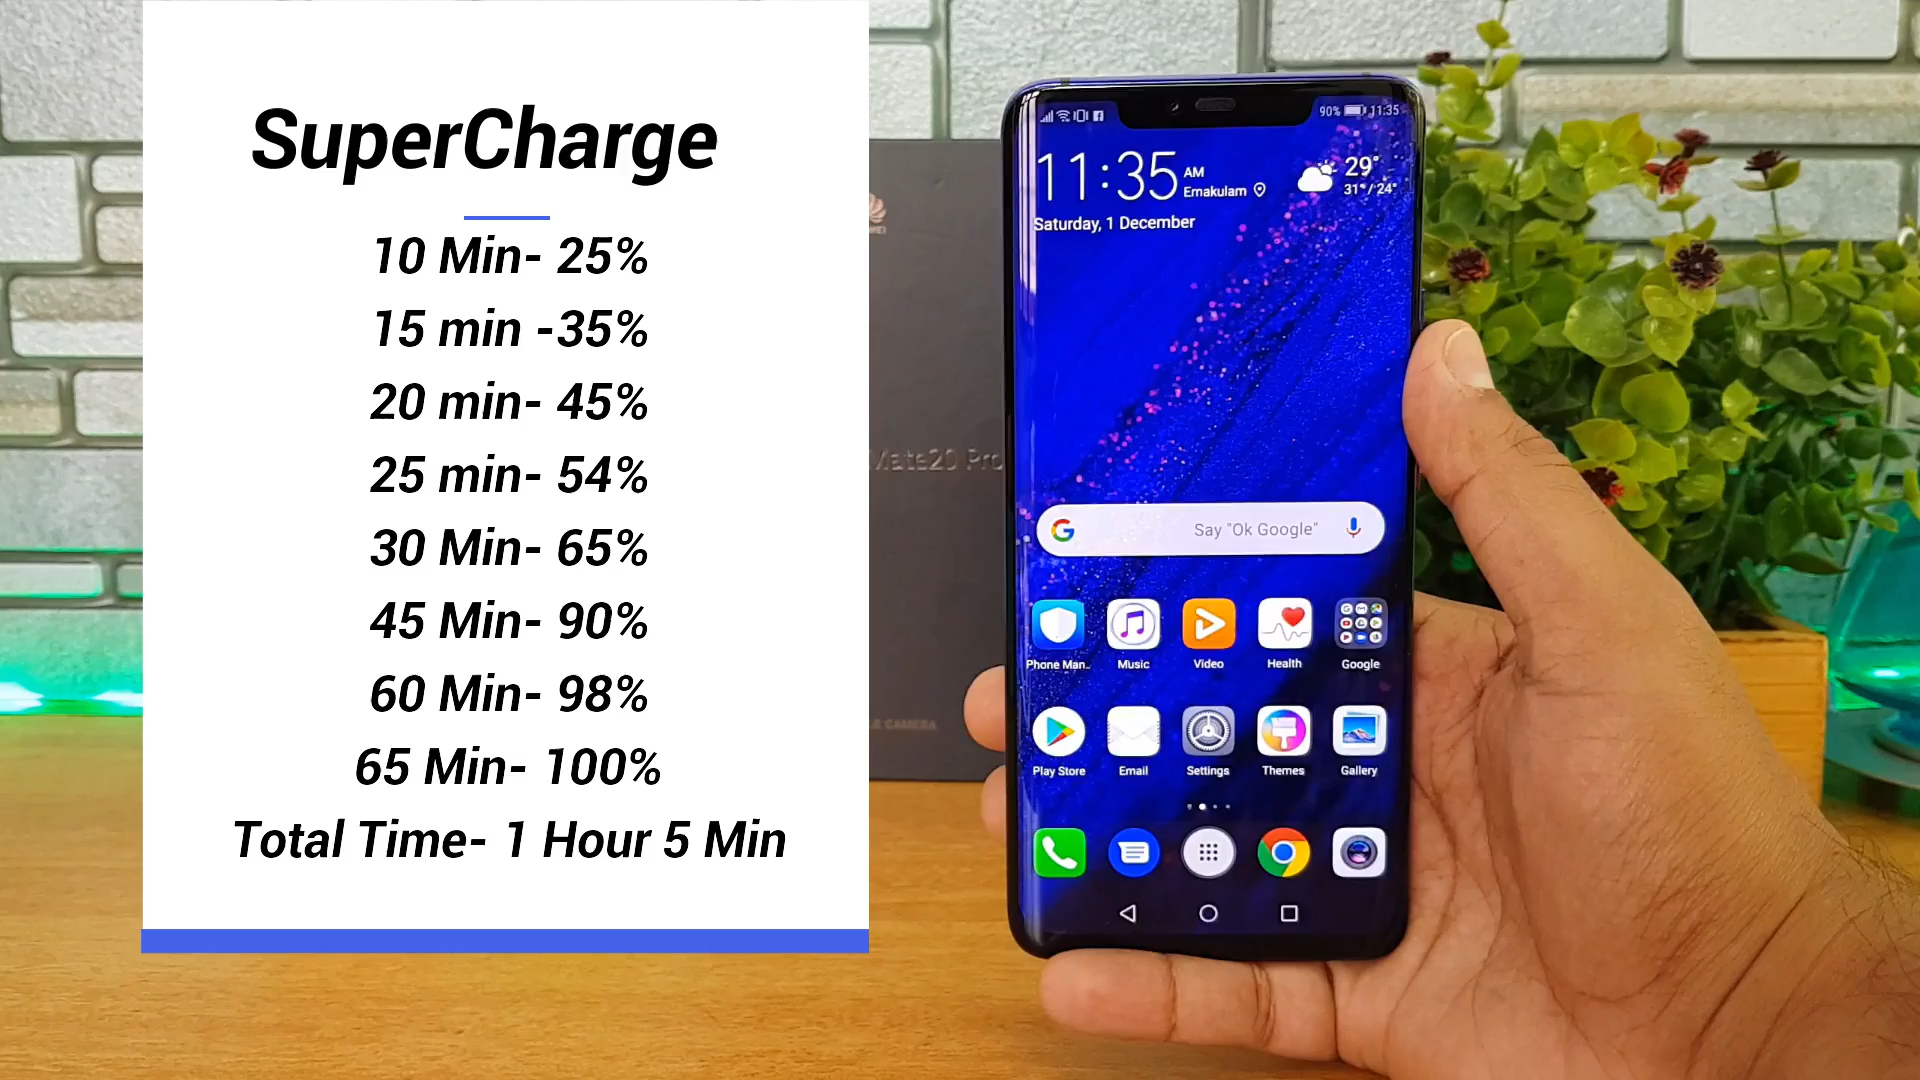 SuperCharge
10 Min- 25%
15 min -35%
20 min- 45%
25 min- 54%
30 Min- 65%
45 Min- 90%
60 Min- 98%
65 Min- 100%
Total Time- 1 Hour 5 Min
90% 11:35
11:35 AM
Ernakulam
29°
31°/24°
Saturday, 1 December
Mate20 Pro
Say "Ok Google"
Phone Man..
Music
Video
Health
Google
CAMERA
Play Store
Email
Settings
Themes
Gallery